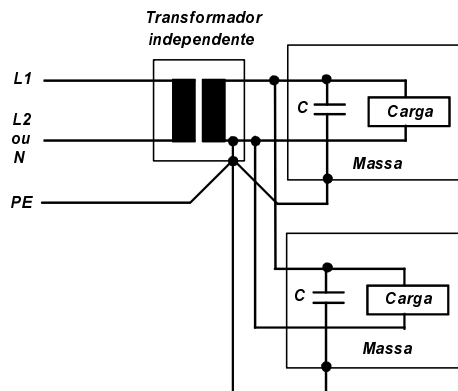 Transformador
independente
L1
C
Carga
L2
ou
N
Massa
PE
C
Carga
Massa